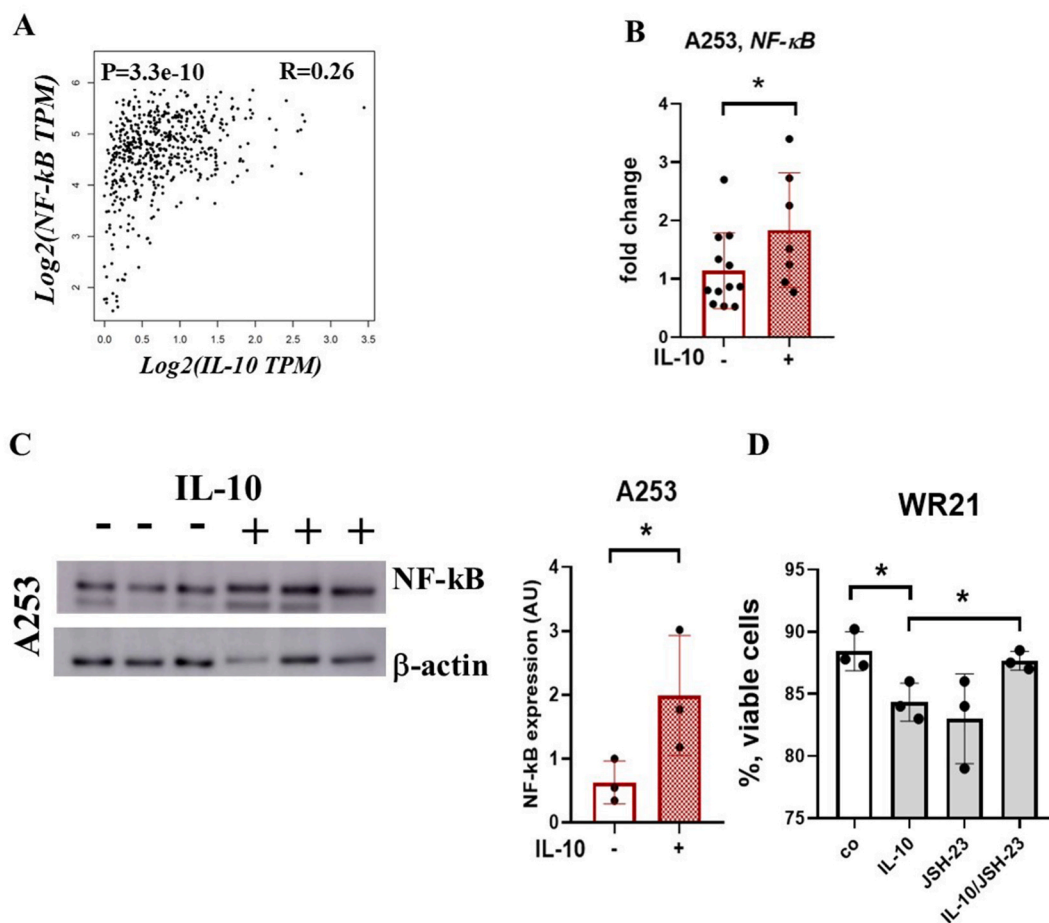 A
P=3.3e-10 R=0.26
Log2(NF-kB TPM)
6
5
4
3
2
0.0 0.5 1.0 1.5 2.0 2.5 3.0 3.5
Log2(IL-10 TPM)
B
A253, NF-κB
*
fold change
4
3
2
1
0
IL-10 - +
C
IL-10
- - - + + +
A253
NF-kB
β-actin
A253
*
NF-kB expression (AU)
4
3
2
1
0
IL-10 - +
D
WR21
* *
%, viable cells
95
90
85
80
75
co
IL-10
JSH-23
IL-10/JSH-23